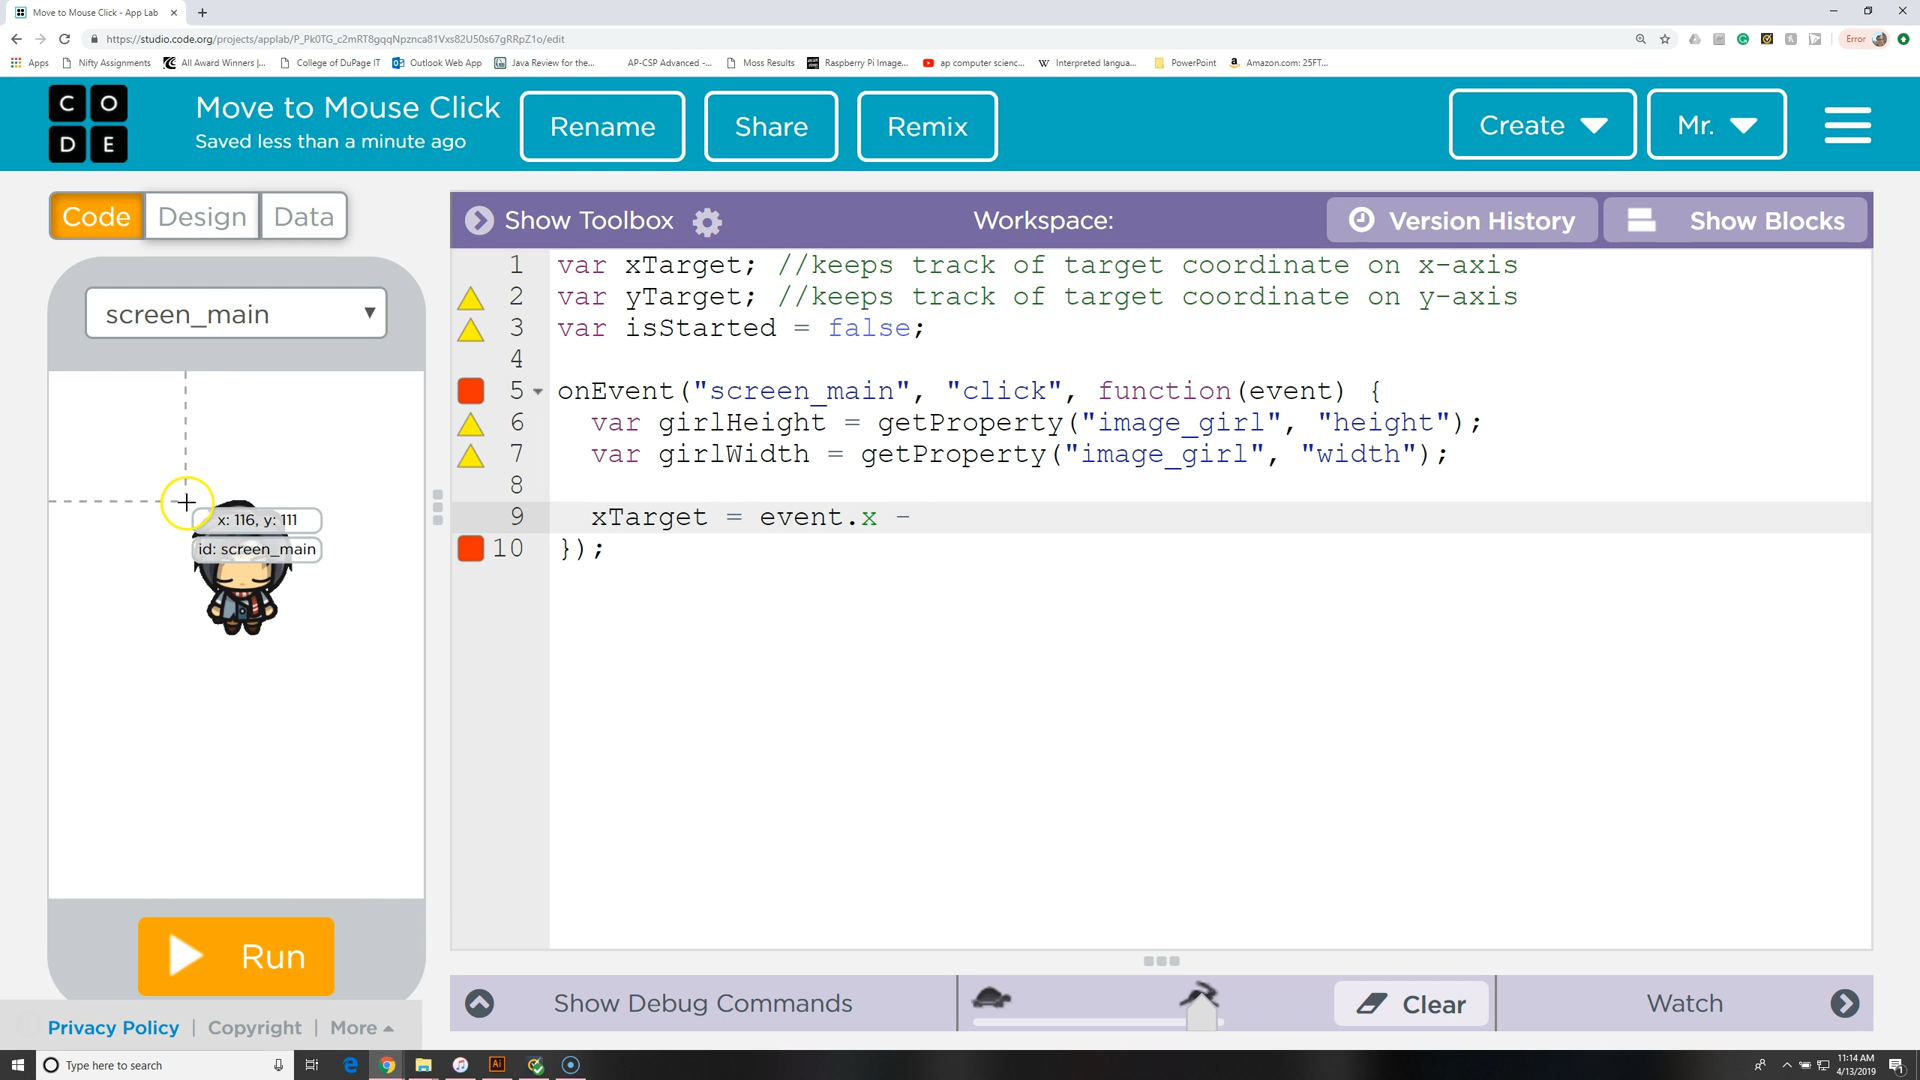 Move to Mouse Click - App Lab
https://studio.code.org/projects/applab/P_Pk0TG_c2mRT8gqqNpznca81Vxs82U50s67gRRpZ1o/edit
Error
Apps Nifty Assignments All Award Winners |... College of DuPage IT Outlook Web App Java Review for the... AP-CSP Advanced -... Moss Results Raspberry Pi Image... ap computer scienc... Interpreted langua... PowerPoint Amazon.com: 25FT...
CODE
Move to Mouse Click
Saved less than a minute ago
Rename Share Remix Create Mr.
Code Design Data
Show Toolbox Workspace: Version History Show Blocks
screen_main
x: 116, y: 111
id: screen_main
1 var xTarget; //keeps track of target coordinate on x-axis
2 var yTarget; //keeps track of target coordinate on y-axis
3 var isStarted = false;
4
5 onEvent("screen_main", "click", function(event) {
6 var girlHeight = getProperty("image_girl", "height");
7 var girlWidth = getProperty("image_girl", "width");
8
9 xTarget = event.x -
10 });
Run
Show Debug Commands Clear Watch
Privacy Policy | Copyright | More
Type here to search
11:14 AM
4/13/2019